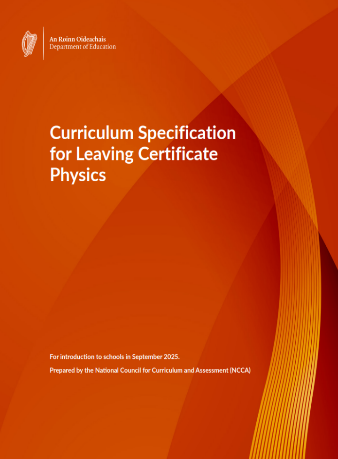 An Roinn Oideachais
Department of Education
Curriculum Specification
for Leaving Certificate
Physics
For introduction to schools in September 2025.
Prepared by the National Council for Curriculum and Assessment (NCCA)